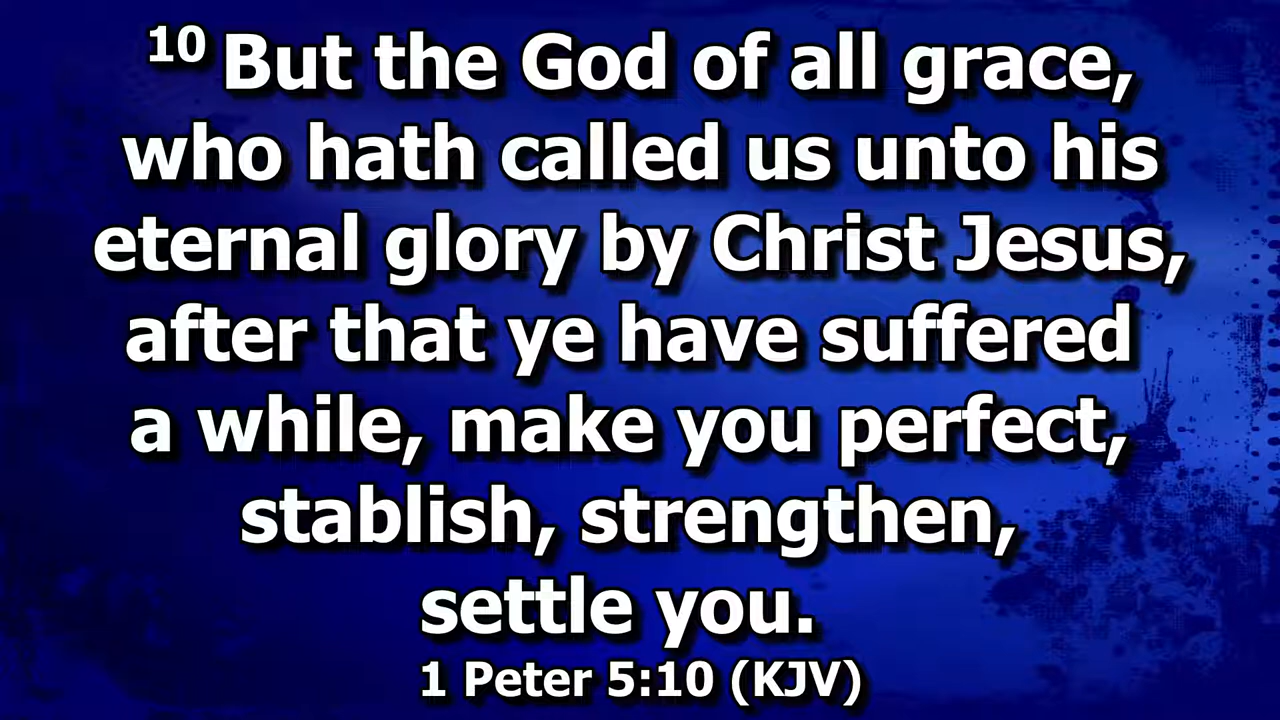 10 But the God of all grace,
who hath called us unto his
eternal glory by Christ Jesus,
after that ye have suffered
a while, make you perfect,
stablish, strengthen,
settle you.
1 Peter 5:10 (KJV)